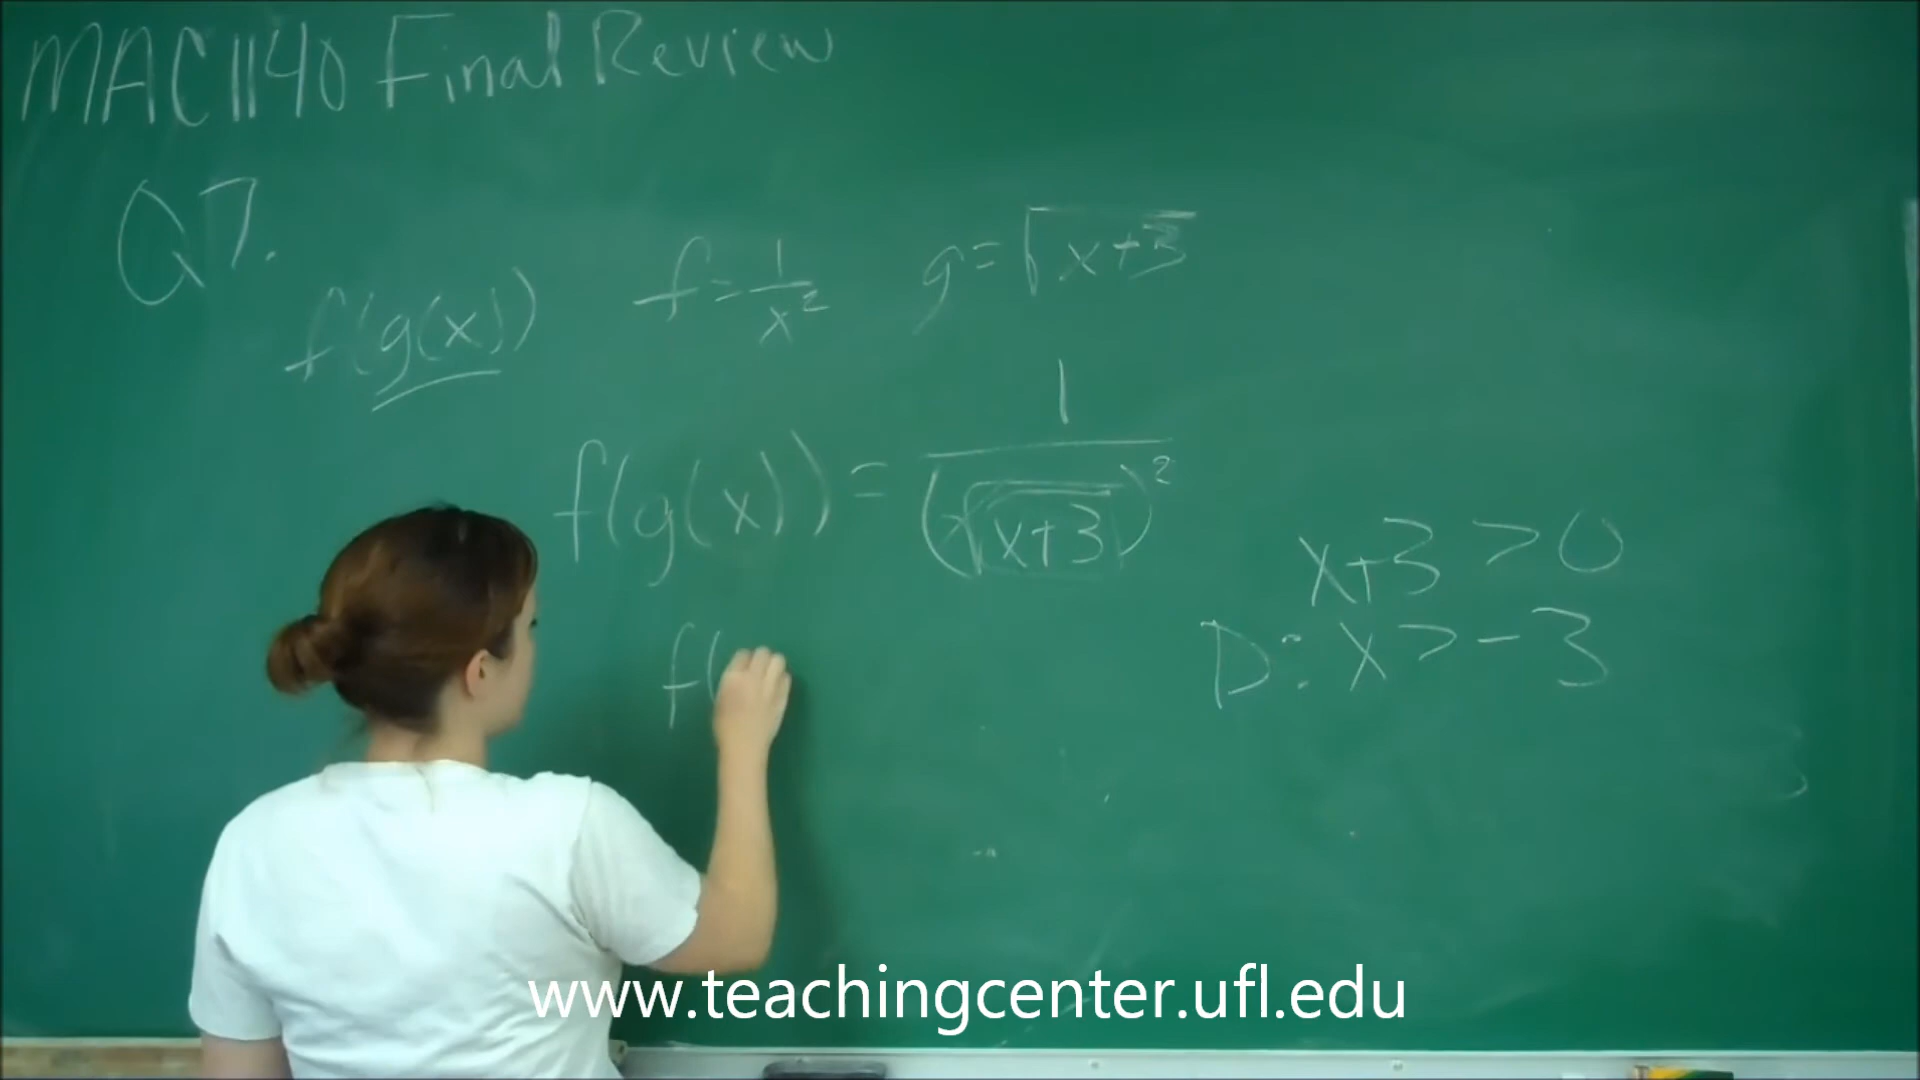 MAC1140 Final Review
Q7.
f(g(x)) f=1/x² g=√x+3
f(g(x)) = 1/(√x+3)²
x+3 > 0
D: x > -3
f(
www.teachingcenter.ufl.edu